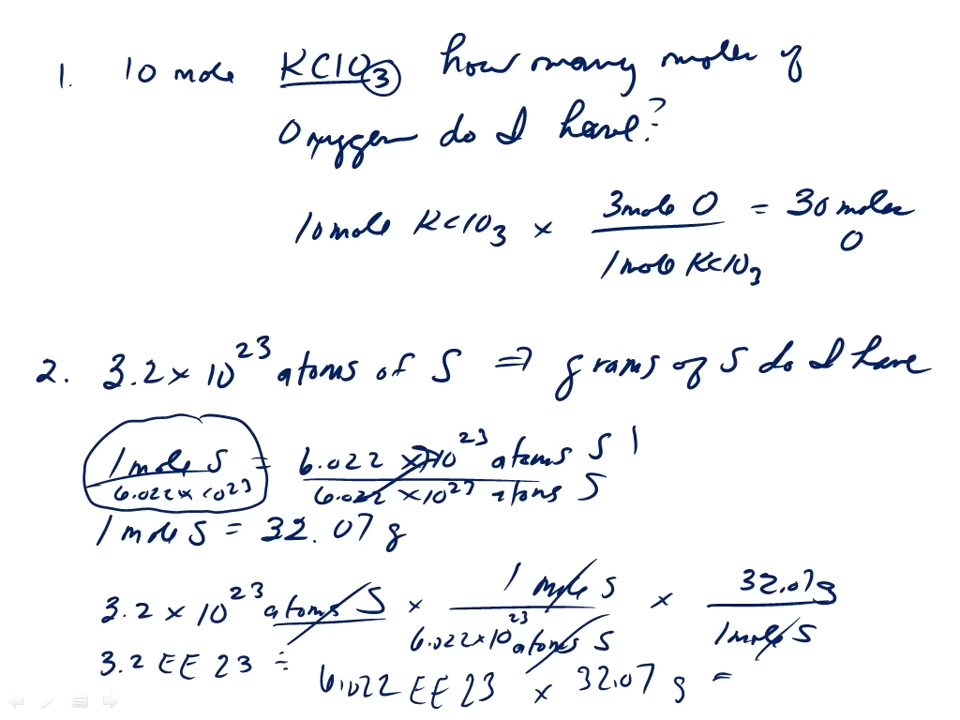 1. 10 mole KClO3 how many moles of
Oxygen do I have?
10 mole KClO3 × 3 mole O / 1 mole KClO3 = 30 moles O
2. 3.2 × 10^23 atoms of S ⇒ grams of S do I have
1 mole S / 6.022 × 10^23 = 6.022 × 10^23 atoms S / 6.022 × 10^23 atoms S 1
1 mole S = 32.07 g
3.2 × 10^23 atoms S × 1 mole S / 6.022 × 10^23 atoms S × 32.07 g / 1 mole S
3.2 EE 23 ÷ 6.022 EE 23 × 32.07 g =